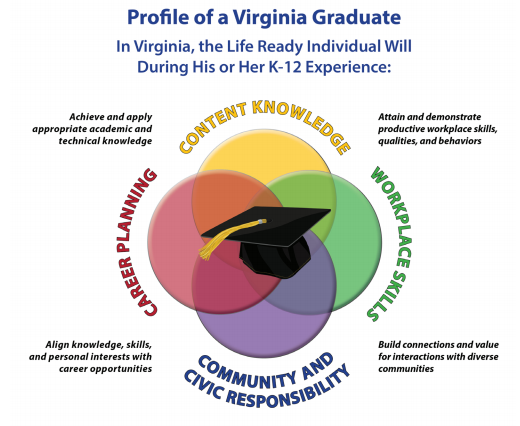 Profile of a Virginia Graduate
In Virginia, the Life Ready Individual Will
During His or Her K-12 Experience:
Achieve and apply
appropriate academic and
technical knowledge
CONTENT KNOWLEDGE
Attain and demonstrate
productive workplace skills,
qualities, and behaviors
CAREER PLANNING
WORKPLACE SKILLS
Align knowledge, skills,
and personal interests with
career opportunities
COMMUNITY AND
CIVIC RESPONSIBILITY
Build connections and value
for interactions with diverse
communities